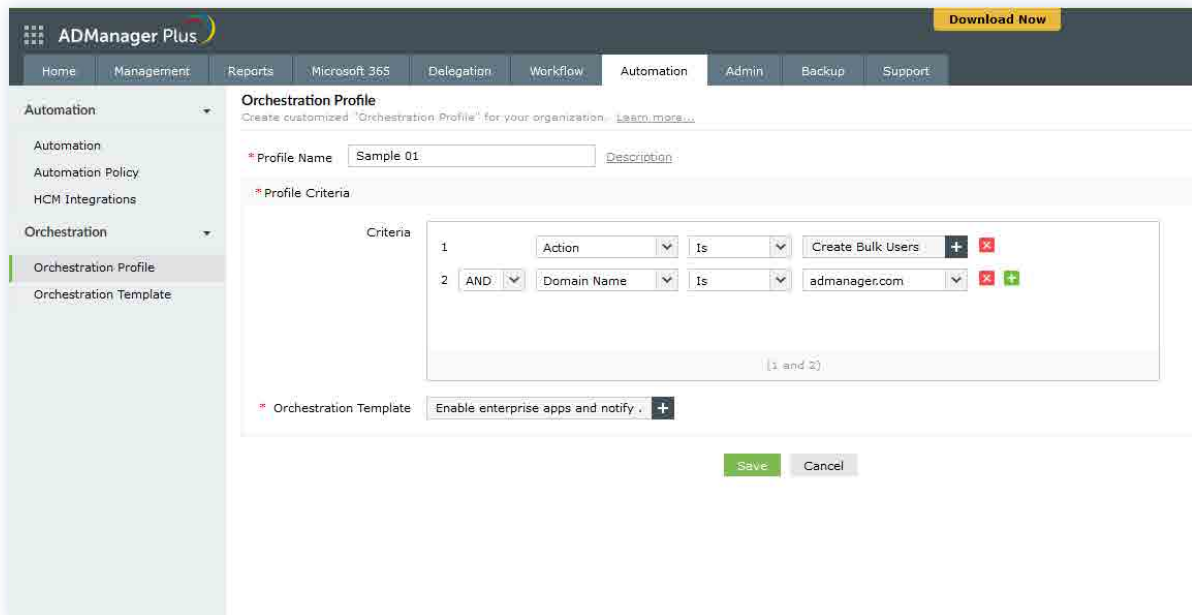 Download Now
ADManager Plus
Home Management Reports Microsoft 365 Delegation Workflow Automation Admin Backup Support
Automation
Automation
Automation Policy
HCM Integrations
Orchestration
Orchestration Profile
Orchestration Template
Orchestration Profile
Create customized "Orchestration Profile" for your organization. Learn more...
* Profile Name Sample 01 Description
* Profile Criteria
Criteria
1 Action Is Create Bulk Users +
2 AND Domain Name Is admanager.com
(1 and 2)
* Orchestration Template Enable enterprise apps and notify . +
Save Cancel